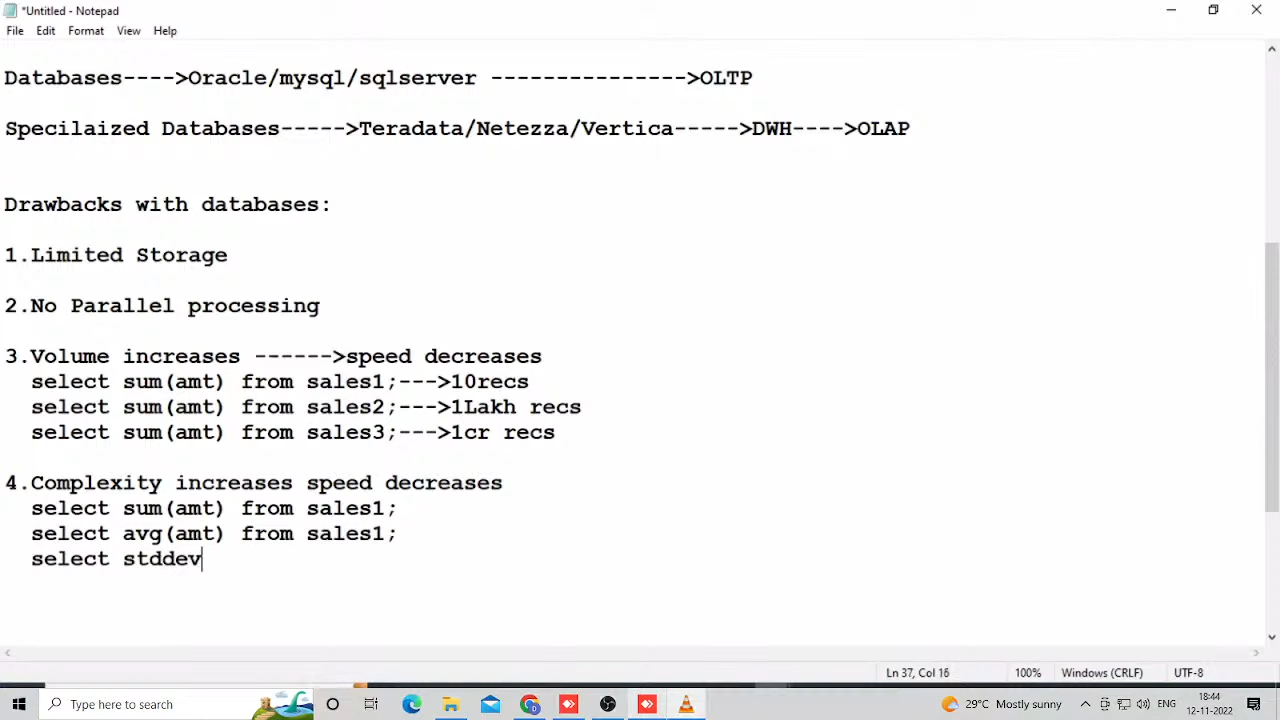 *Untitled - Notepad
File Edit Format View Help
Databases---->Oracle/mysql/sqlserver --------------->OLTP
Specilaized Databases----->Teradata/Netezza/Vertica----->DWH---->OLAP
Drawbacks with databases:
1.Limited Storage
2.No Parallel processing
3.Volume increases ------>speed decreases
select sum(amt) from sales1;--->10recs
select sum(amt) from sales2;--->1Lakh recs
select sum(amt) from sales3;--->1cr recs
4.Complexity increases speed decreases
select sum(amt) from sales1;
select avg(amt) from sales1;
select stddev
Ln 37, Col 16 100% Windows (CRLF) UTF-8
Type here to search 29°C Mostly sunny ENG 18:44
12-11-2022